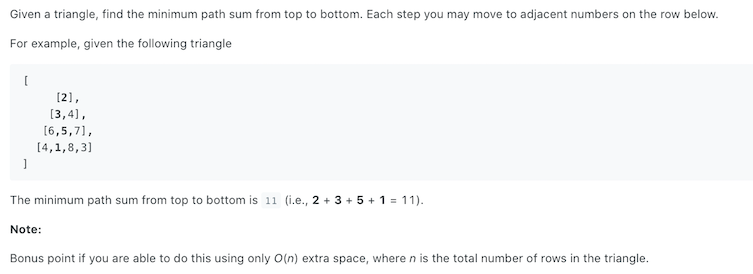 Given a triangle, find the minimum path sum from top to bottom. Each step you may move to adjacent numbers on the row below.
For example, given the following triangle
[
[2],
[3,4],
[6,5,7],
[4,1,8,3]
]
The minimum path sum from top to bottom is 11 (i.e., 2 + 3 + 5 + 1 = 11).
Note:
Bonus point if you are able to do this using only O(n) extra space, where n is the total number of rows in the triangle.